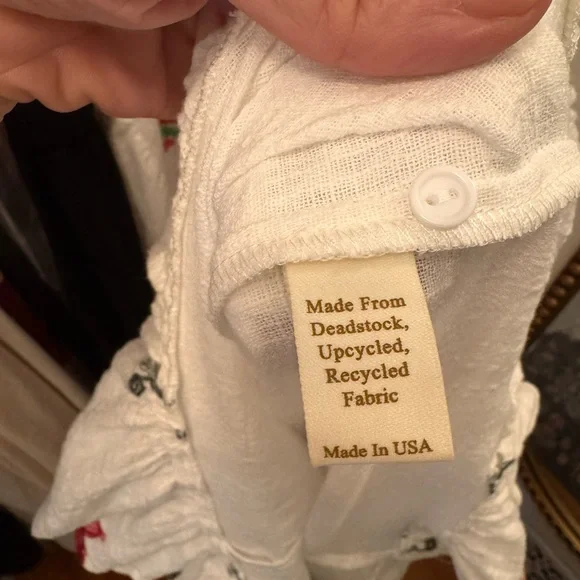 Made From
Deadstock,
Upcycled,
Recycled
Fabric
Made In USA